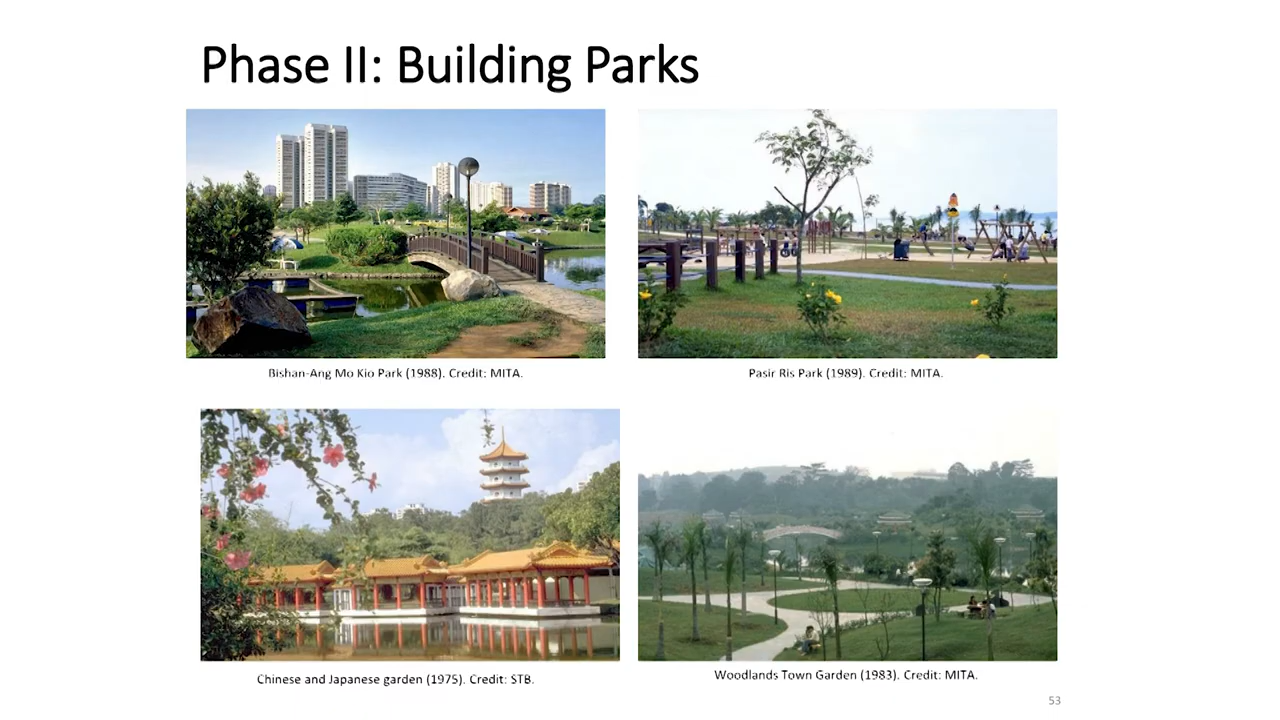 Phase II: Building Parks
Bishan-Ang Mo Kio Park (1988). Credit: MITA.
Pasir Ris Park (1989). Credit: MITA.
Chinese and Japanese garden (1975). Credit: STB.
Woodlands Town Garden (1983). Credit: MITA.
53